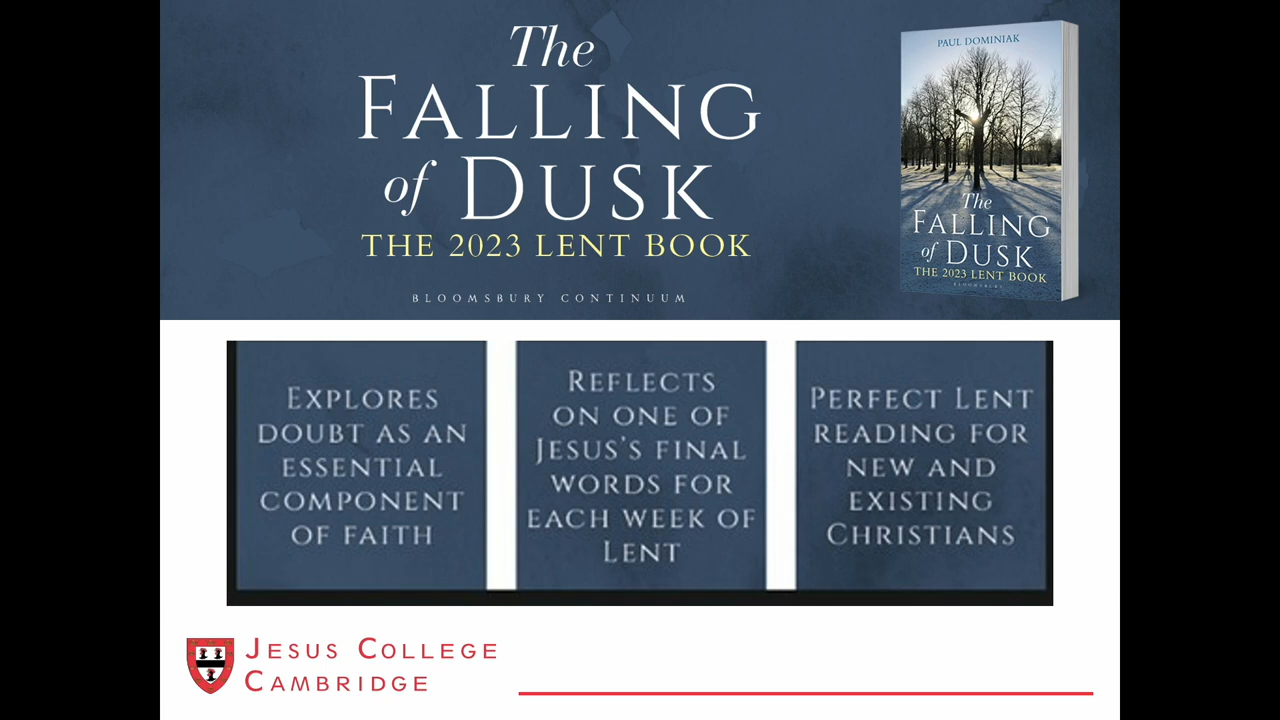 The
FALLING
of DUSK
THE 2023 LENT BOOK
BLOOMSBURY CONTINUUM
PAUL DOMINIAK
The
FALLING
of DUSK
THE 2023 LENT BOOK
BLOOMSBURY
EXPLORES
DOUBT AS AN
ESSENTIAL
COMPONENT
OF FAITH
REFLECTS
ON ONE OF
JESUS'S FINAL
WORDS FOR
EACH WEEK OF
LENT
PERFECT LENT
READING FOR
NEW AND
EXISTING
CHRISTIANS
JESUS COLLEGE
CAMBRIDGE